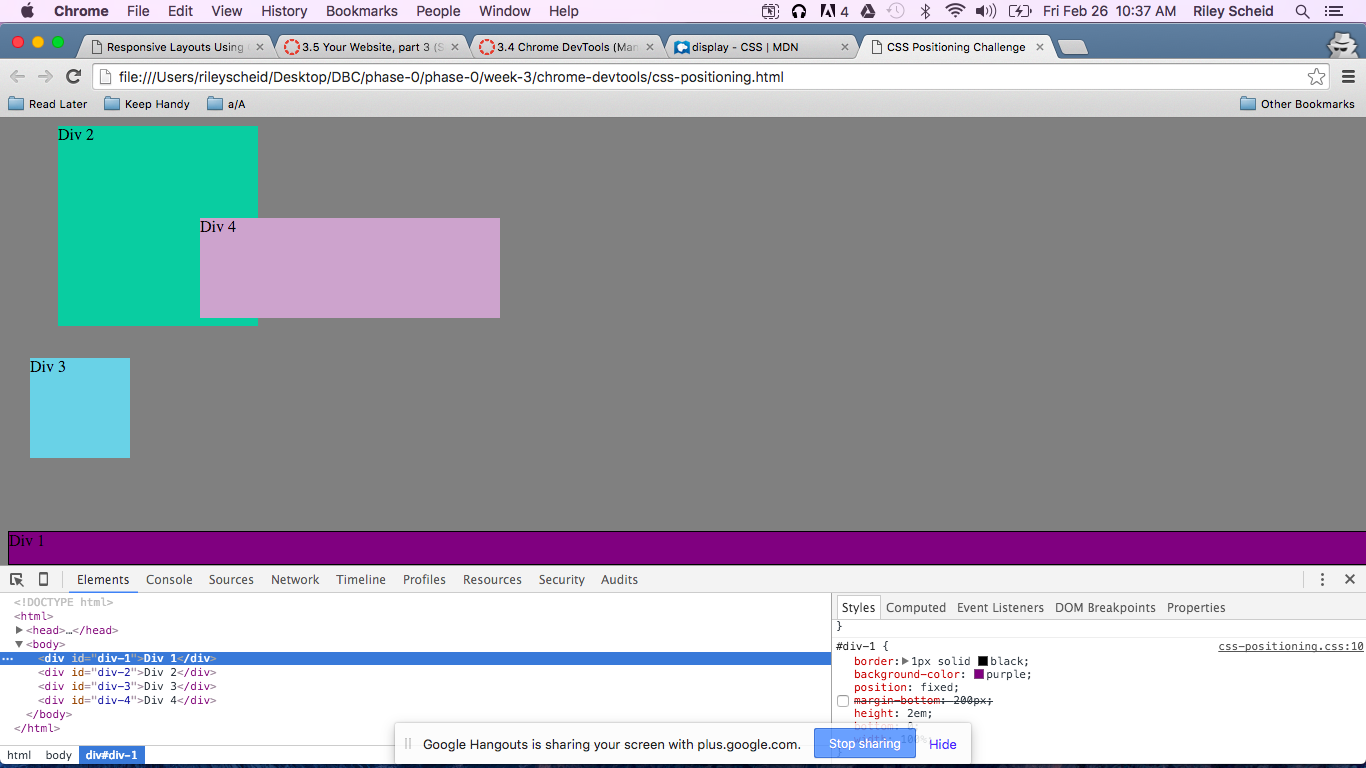 Chrome File Edit View History Bookmarks People Window Help 4 Fri Feb 26 10:37 AM Riley Scheid
Responsive Layouts Using 3.5 Your Website, part 3 (S 3.4 Chrome DevTools (Man display - CSS | MDN CSS Positioning Challenge
file:///Users/rileyscheid/Desktop/DBC/phase-0/phase-0/week-3/chrome-devtools/css-positioning.html
Read Later Keep Handy a/A Other Bookmarks
Div 2
Div 4
Div 3
Div 1
Elements Console Sources Network Timeline Profiles Resources Security Audits
<!DOCTYPE html>
<html>
<head>…</head>
<body>
<div id="div-1">Div 1</div>
<div id="div-2">Div 2</div>
<div id="div-3">Div 3</div>
<div id="div-4">Div 4</div>
</body>
</html>
html body div#div-1
Styles Computed Event Listeners DOM Breakpoints Properties
}
#div-1 { css-positioning.css:10
border: 1px solid black;
background-color: purple;
position: fixed;
margin-bottom: 200px;
height: 2em;
bottom: 0;
width: 100%;
}
Google Hangouts is sharing your screen with plus.google.com. Stop sharing Hide